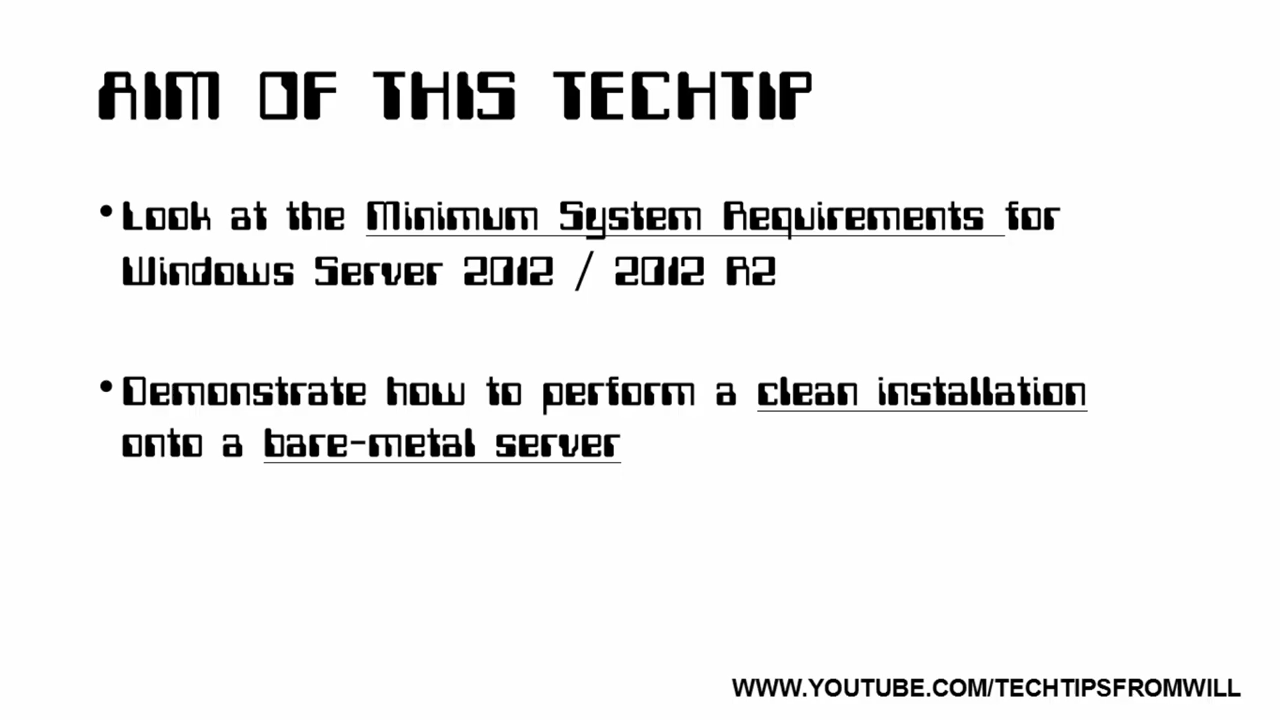 AIM OF THIS TECHTIP
•Look at the Minimum System Requirements for
Windows Server 2012 / 2012 R2
•Demonstrate how to perform a clean installation
onto a bare-metal server
WWW.YOUTUBE.COM/TECHTIPSFROMWILL